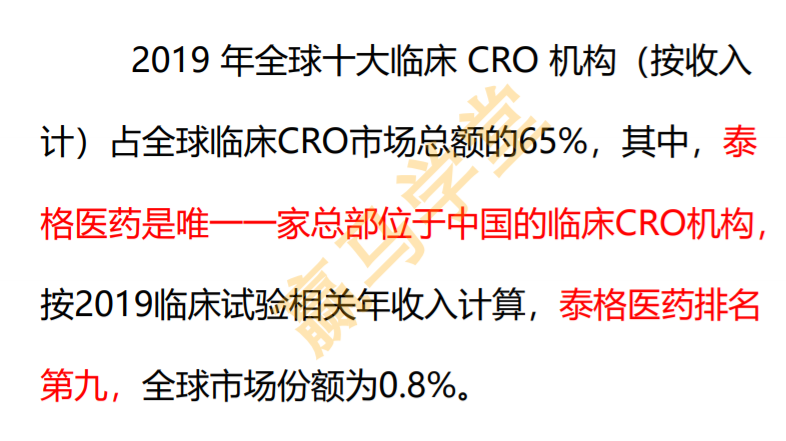 2019 年全球十大临床 CRO 机构（按收入
计）占全球临床CRO市场总额的65%，其中，泰
格医药是唯一一家总部位于中国的临床CRO机构，
按2019临床试验相关年收入计算，泰格医药排名
第九，全球市场份额为0.8%。
赢马学堂